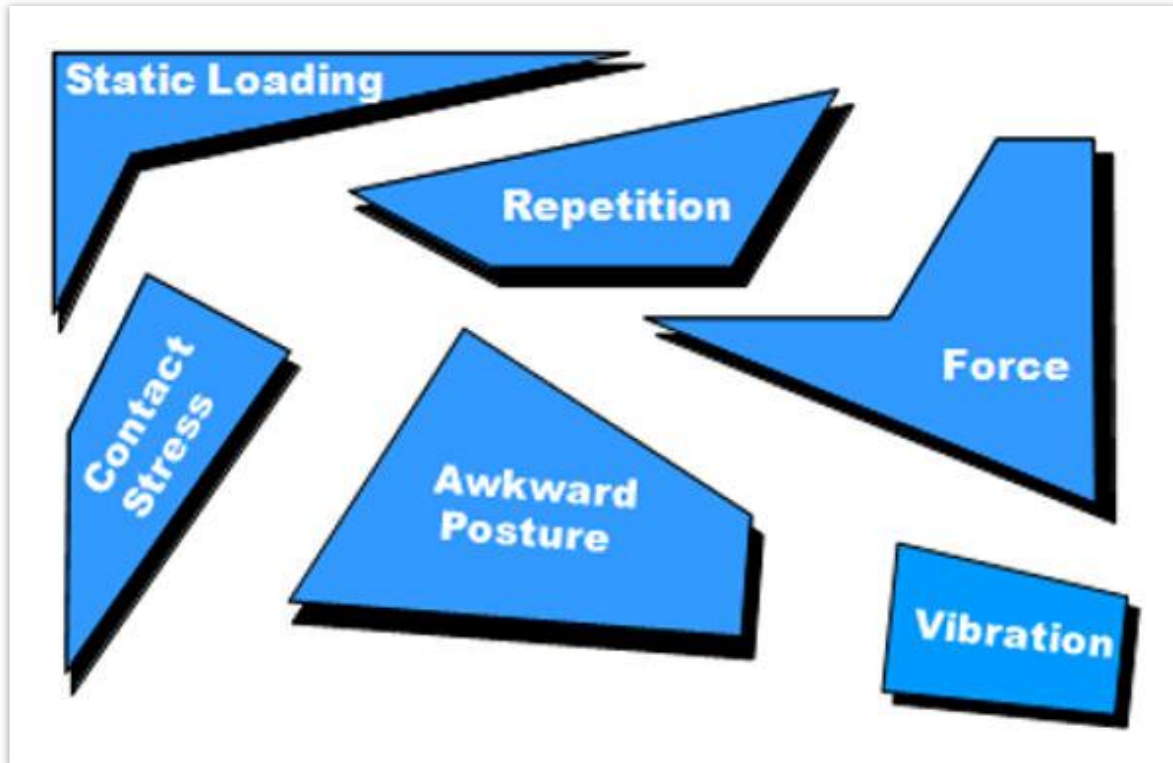 Static Loading
Repetition
Force
Contact
Stress
Awkward
Posture
Vibration